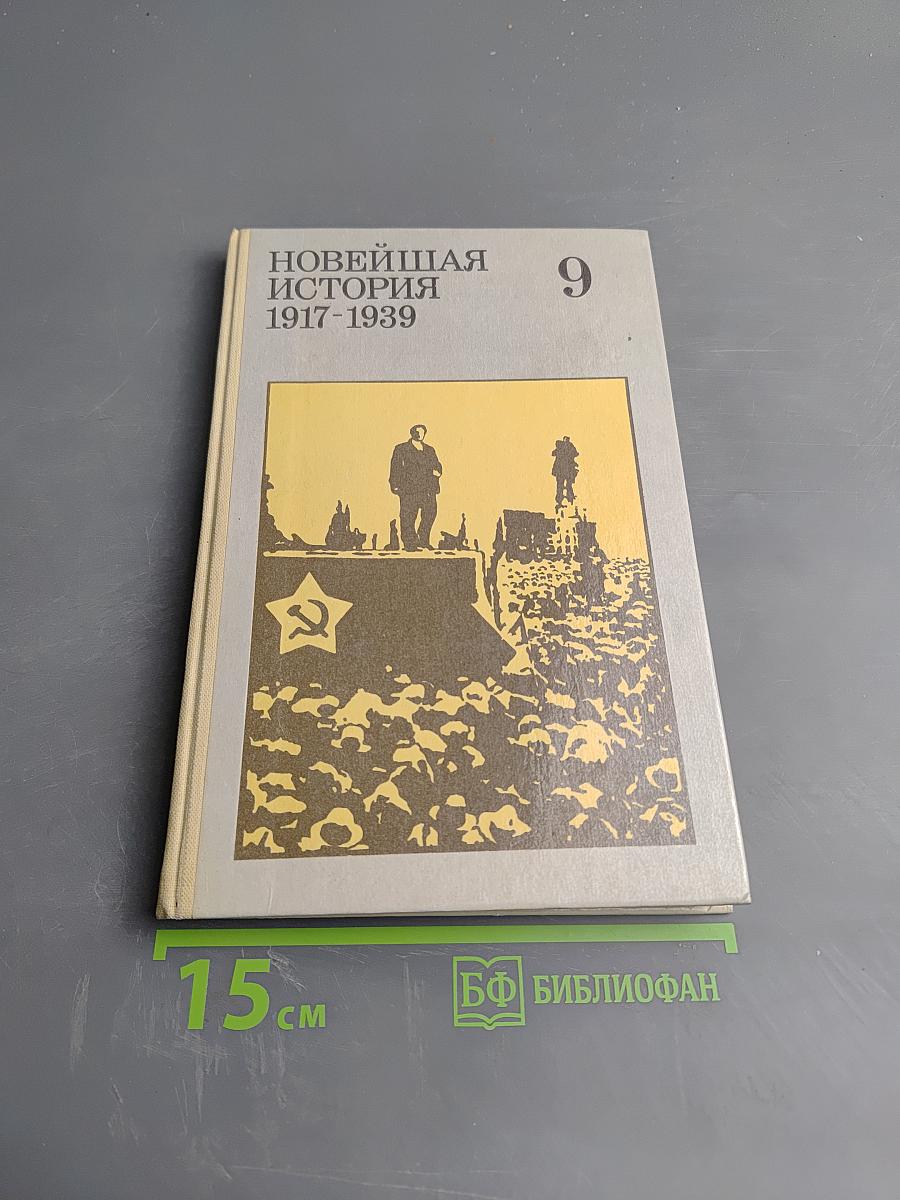 НОВЕЙШАЯ
ИСТОРИЯ
1917-1939
9
15 см
БФ БИБЛИОФАН